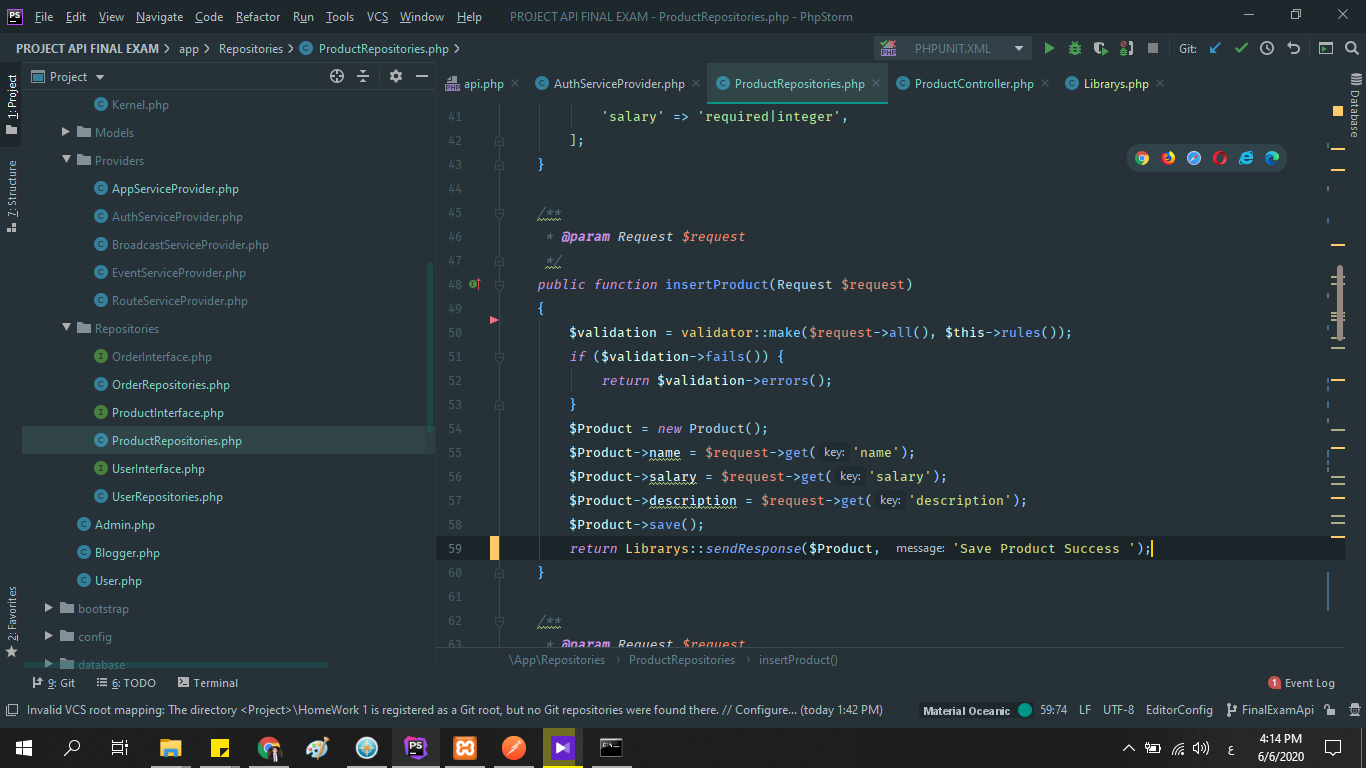 PS File Edit View Navigate Code Refactor Run Tools VCS Window Help PROJECT API FINAL EXAM - ProductRepositories.php - PhpStorm
PROJECT API FINAL EXAM app Repositories ProductRepositories.php PHP PHPUNIT.XML Git:
1: Project
7: Structure
2: Favorites
Project
Kernel.php
Models
Providers
AppServiceProvider.php
AuthServiceProvider.php
BroadcastServiceProvider.php
EventServiceProvider.php
RouteServiceProvider.php
Repositories
OrderInterface.php
OrderRepositories.php
ProductInterface.php
ProductRepositories.php
UserInterface.php
UserRepositories.php
Admin.php
Blogger.php
User.php
bootstrap
config
database
api.php AuthServiceProvider.php ProductRepositories.php ProductController.php Librarys.php
Database
41 'salary' => 'required|integer',
42 ];
43 }
44
45 /**
46 * @param Request $request
47 */
48 public function insertProduct(Request $request)
49 {
50 $validation = validator::make($request->all(), $this->rules());
51 if ($validation->fails()) {
52 return $validation->errors();
53 }
54 $Product = new Product();
55 $Product->name = $request->get( key: 'name');
56 $Product->salary = $request->get( key: 'salary');
57 $Product->description = $request->get( key: 'description');
58 $Product->save();
59 return Librarys::sendResponse($Product, message: 'Save Product Success ');
60 }
61
62 /**
63 * @param Request $request
\App\Repositories ProductRepositories insertProduct()
9: Git 6: TODO Terminal 1 Event Log
Invalid VCS root mapping: The directory <Project>\HomeWork 1 is registered as a Git root, but no Git repositories were found there. // Configure... (today 1:42 PM) Material Oceanic 59:74 LF UTF-8 EditorConfig FinalExamApi
PS ع 4:14 PM
6/6/2020